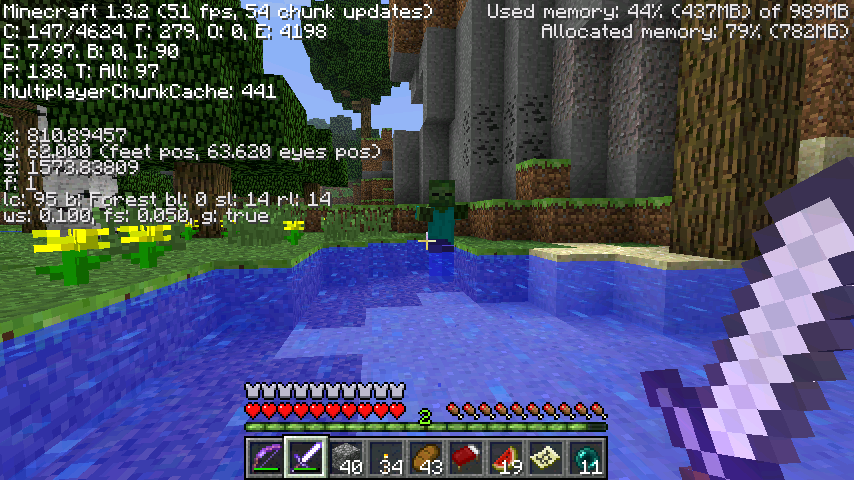 Minecraft 1.3.2 (51 fps, 54 chunk updates)
C: 147/4624. F: 279, O: 0, E: 4198
E: 7/97. B: 0, I: 90
P: 138. T: All: 97
MultiplayerChunkCache: 441
Used memory: 44% (437MB) of 989MB
Allocated memory: 79% (782MB)
x: 810.89457
y: 62.000 (feet pos, 63.620 eyes pos)
z: 1573.83809
f: 1
lc: 95 b: Forest bl: 0 sl: 14 rl: 14
ws: 0.100, fs: 0.050, g: true
2
40
34
43
19
11